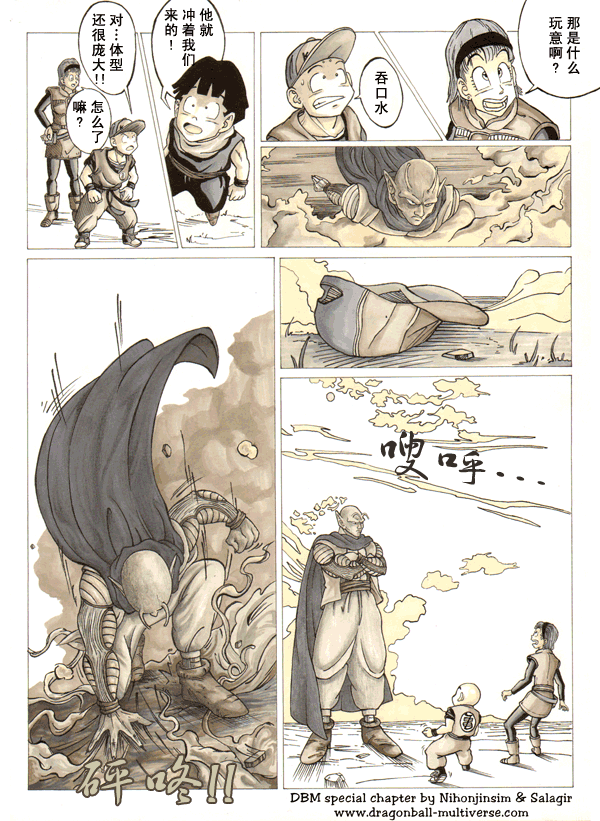 那是什么
玩意啊?
吞口水
他就
冲着我们
来的!
对…体型
还很庞大!!
怎么了
嘛?
嗖呼...
砰咚!!
DBM special chapter by Nihonjinsim & Salagir
www.dragonball-multiverse.com